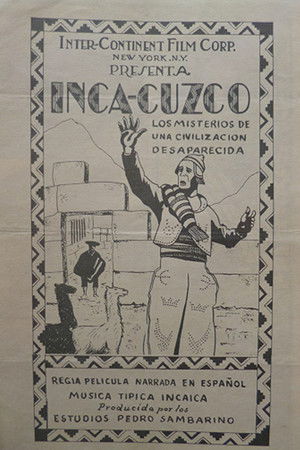 INTER-CONTINENT FILM CORP.
NEW YORK. N.Y.
PRESENTA
INCA-CUZCO
LOS MISTERIOS DE
UNA CIVILIZACION
DESAPARECIDA
REGIA PELICULA NARRADA EN ESPAÑOL
MUSICA TIPICA INCAICA
Producida por los
ESTUDIOS PEDRO SAMBARINO